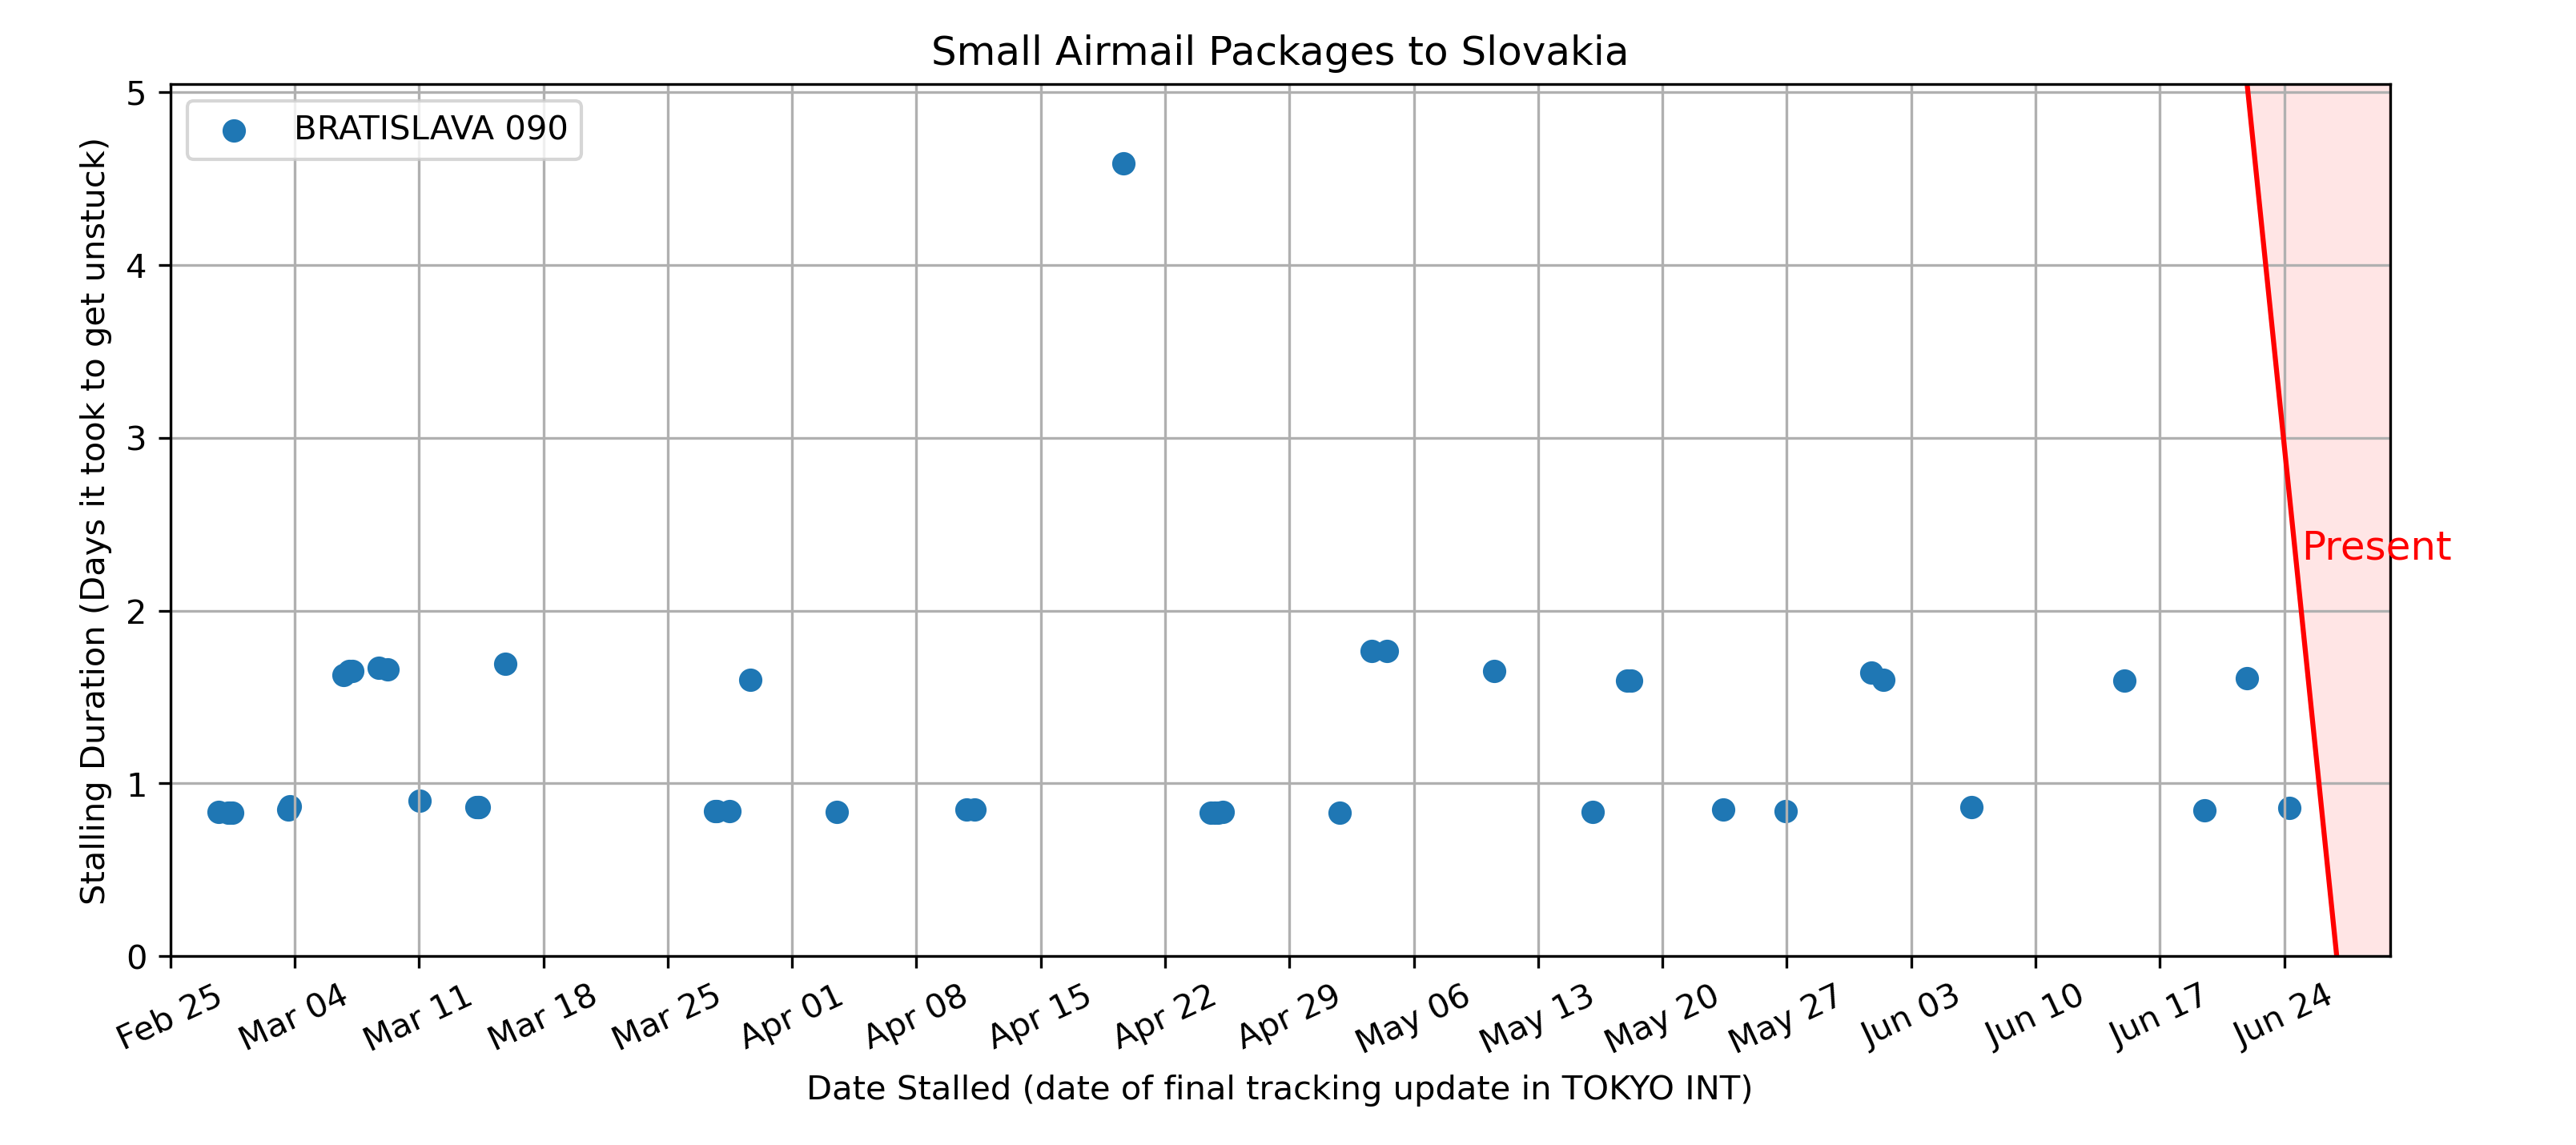 Small Airmail Packages to Slovakia
BRATISLAVA 090
Stalling Duration (Days it took to get unstuck)
5
4
3
2
1
0
Present
Feb 25
Mar 04
Mar 11
Mar 18
Mar 25
Apr 01
Apr 08
Apr 15
Apr 22
Apr 29
May 06
May 13
May 20
May 27
Jun 03
Jun 10
Jun 17
Jun 24
Date Stalled (date of final tracking update in TOKYO INT)